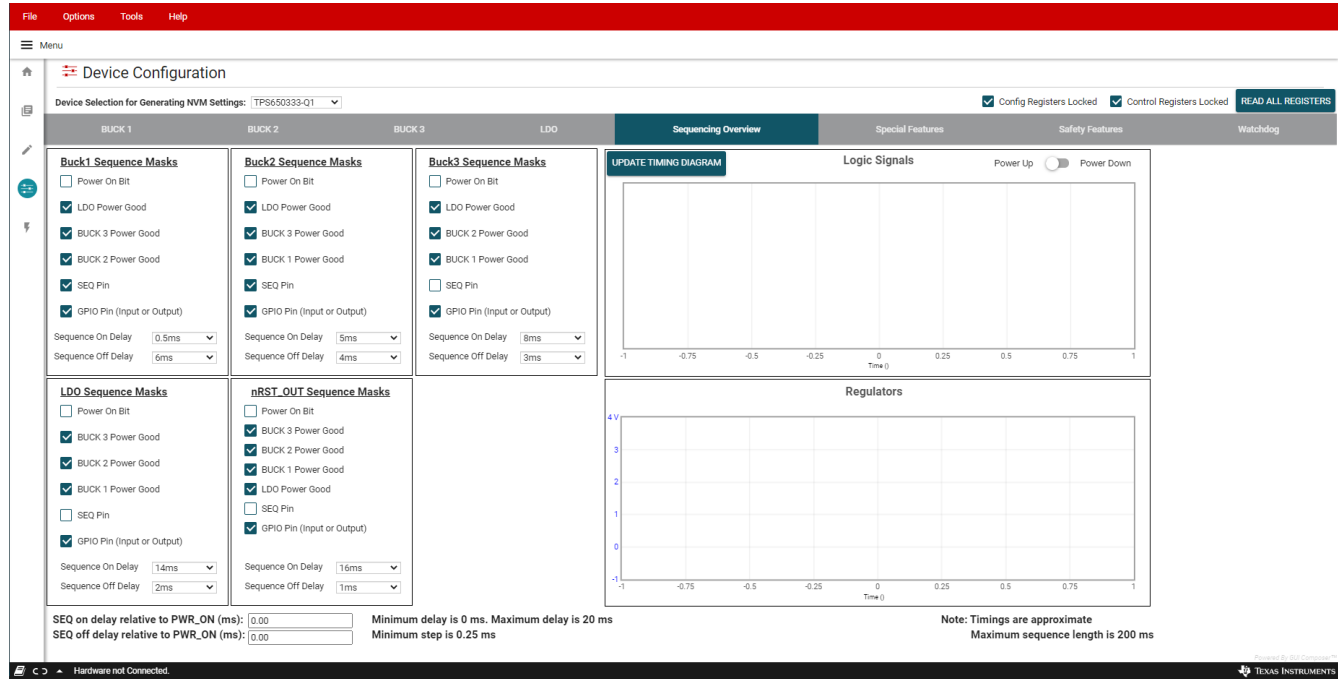 File Options Tools Help
Menu
Device Configuration
Device Selection for Generating NVM Settings: TPS650333-Q1
Config Registers Locked Control Registers Locked READ ALL REGISTERS
BUCK 1 BUCK 2 BUCK 3 LDO Sequencing Overview Special Features Safety Features Watchdog
Buck1 Sequence Masks
Power On Bit
LDO Power Good
BUCK 3 Power Good
BUCK 2 Power Good
SEQ Pin
GPIO Pin (Input or Output)
Sequence On Delay 0.5ms
Sequence Off Delay 6ms
Buck2 Sequence Masks
Power On Bit
LDO Power Good
BUCK 3 Power Good
BUCK 1 Power Good
SEQ Pin
GPIO Pin (Input or Output)
Sequence On Delay 5ms
Sequence Off Delay 4ms
Buck3 Sequence Masks
Power On Bit
LDO Power Good
BUCK 2 Power Good
BUCK 1 Power Good
SEQ Pin
GPIO Pin (Input or Output)
Sequence On Delay 8ms
Sequence Off Delay 3ms
UPDATE TIMING DIAGRAM Logic Signals Power Up Power Down
-1 -0.75 -0.5 -0.25 0 0.25 0.5 0.75 1
Time ()
LDO Sequence Masks
Power On Bit
BUCK 3 Power Good
BUCK 2 Power Good
BUCK 1 Power Good
SEQ Pin
GPIO Pin (Input or Output)
Sequence On Delay 14ms
Sequence Off Delay 2ms
nRST_OUT Sequence Masks
Power On Bit
BUCK 3 Power Good
BUCK 2 Power Good
BUCK 1 Power Good
LDO Power Good
SEQ Pin
GPIO Pin (Input or Output)
Sequence On Delay 16ms
Sequence Off Delay 1ms
Regulators
4 V
3
2
1
0
-1
-1 -0.75 -0.5 -0.25 0 0.25 0.5 0.75 1
Time ()
SEQ on delay relative to PWR_ON (ms): 0.00 Minimum delay is 0 ms. Maximum delay is 20 ms Note: Timings are approximate
SEQ off delay relative to PWR_ON (ms): 0.00 Minimum step is 0.25 ms Maximum sequence length is 200 ms
Powered By GUI Composer™
Hardware not Connected. TEXAS INSTRUMENTS